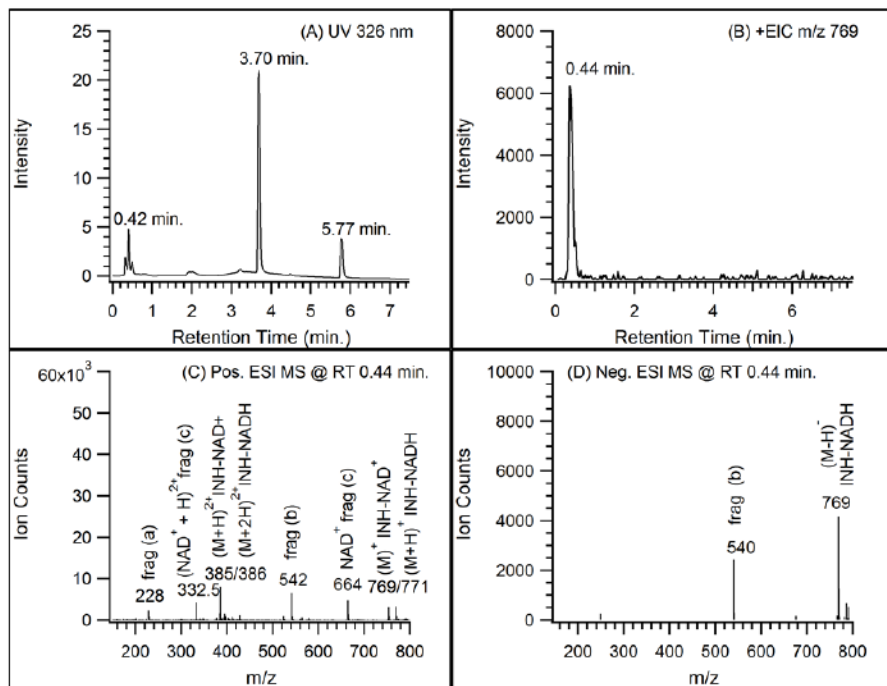 (A) UV 326 nm
25
20
15
10
5
0
Intensity
0.42 min.
3.70 min.
5.77 min.
0 1 2 3 4 5 6 7
Retention Time (min.)
(B) +EIC m/z 769
8000
6000
4000
2000
0
Intensity
0.44 min.
0 2 4 6
Retention Time (min.)
(C) Pos. ESI MS @ RT 0.44 min.
60x10³
50
40
30
20
10
0
Ion Counts
frag (a)
228
(NAD⁺ + H)²⁺ frag (c)
332.5
(M+H)²⁺ INH-NAD+
(M+2H)²⁺ INH-NADH
385/386
frag (b)
542
NAD⁺ frag (c)
664
(M)⁺ INH-NAD⁺
(M+H)⁺ INH-NADH
769/771
200 300 400 500 600 700 800
m/z
(D) Neg. ESI MS @ RT 0.44 min.
10000
8000
6000
4000
2000
0
Ion Counts
frag (b)
540
(M-H)⁻
INH-NADH
769
200 300 400 500 600 700 800
m/z